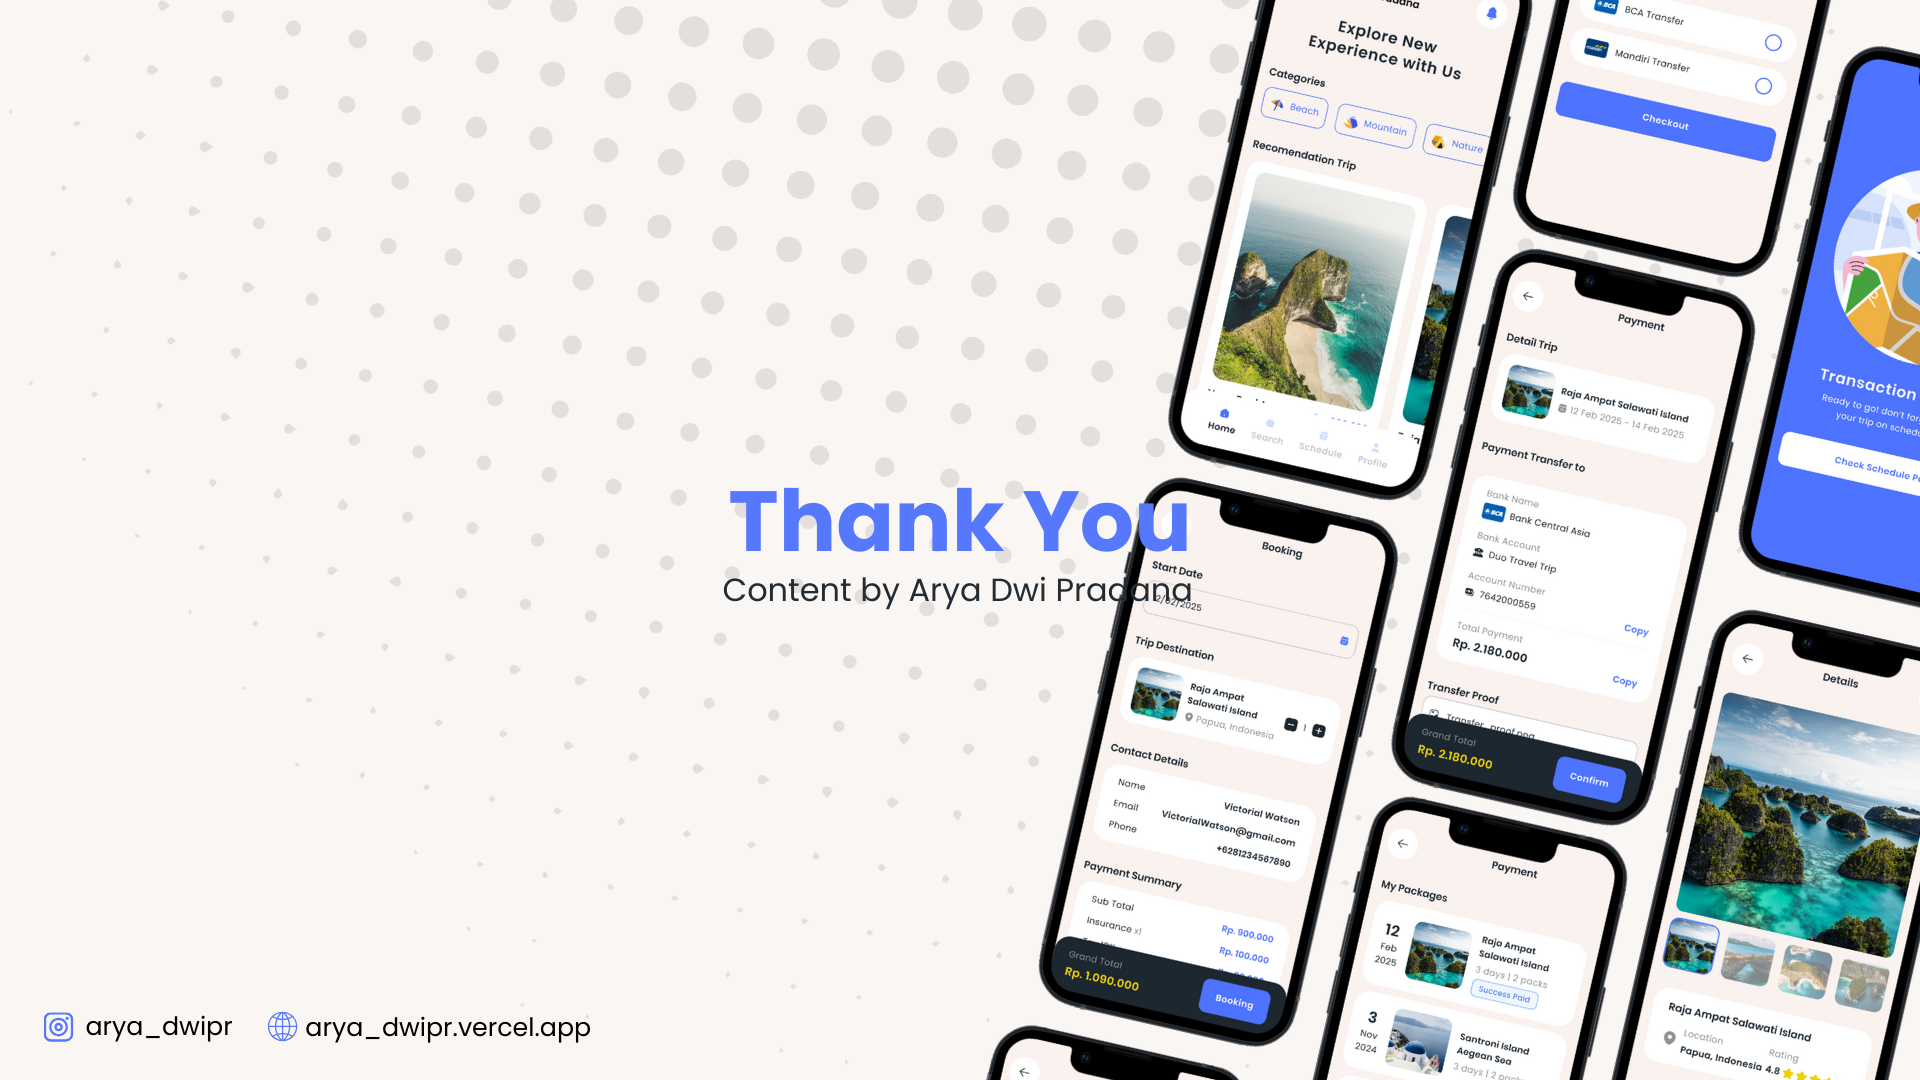 Thank You
Content by Arya Dwi Pradana
arya_dwipr
arya_dwipr.vercel.app
Explore New
Experience with Us
Categories
Beach
Mountain
Nature
Recomendation Trip
Home
Search
Schedule
Profile
BCA
BCA Transfer
Mandiri Transfer
Checkout
Transaction
Ready to go! don't
your trip on
Check Schedule
Payment
Detail Trip
Raja Ampat Salawati Island
12 Feb 2025 - 14 Feb 2025
Payment Transfer to
Bank Name
BCA
Bank Central Asia
Bank Account
Duo Travel Trip
Account Number
7642000559
Copy
Total Payment
Rp. 2.180.000
Copy
Transfer Proof
Grand Total
Rp. 2.180.000
Confirm
Booking
Start Date
Trip Destination
Raja Ampat
Salawati Island
Papua, Indonesia
1
Contact Details
Name
Victorial Watson
Email
VictorialWatson@gmail.com
Phone
+6281234567890
Payment Summary
Sub Total
Rp. 900.000
Insurance x1
Rp. 100.000
Grand Total
Rp. 1.090.000
Booking
Payment
My Packages
12
Feb
2025
Raja Ampat
Salawati Island
3 days | 2 packs
Success Paid
3
Nov
2024
Santroni Island
Aegean Sea
3 days | 2 packs
Details
Raja Ampat Salawati Island
Location
Papua, Indonesia
Rating
4.8